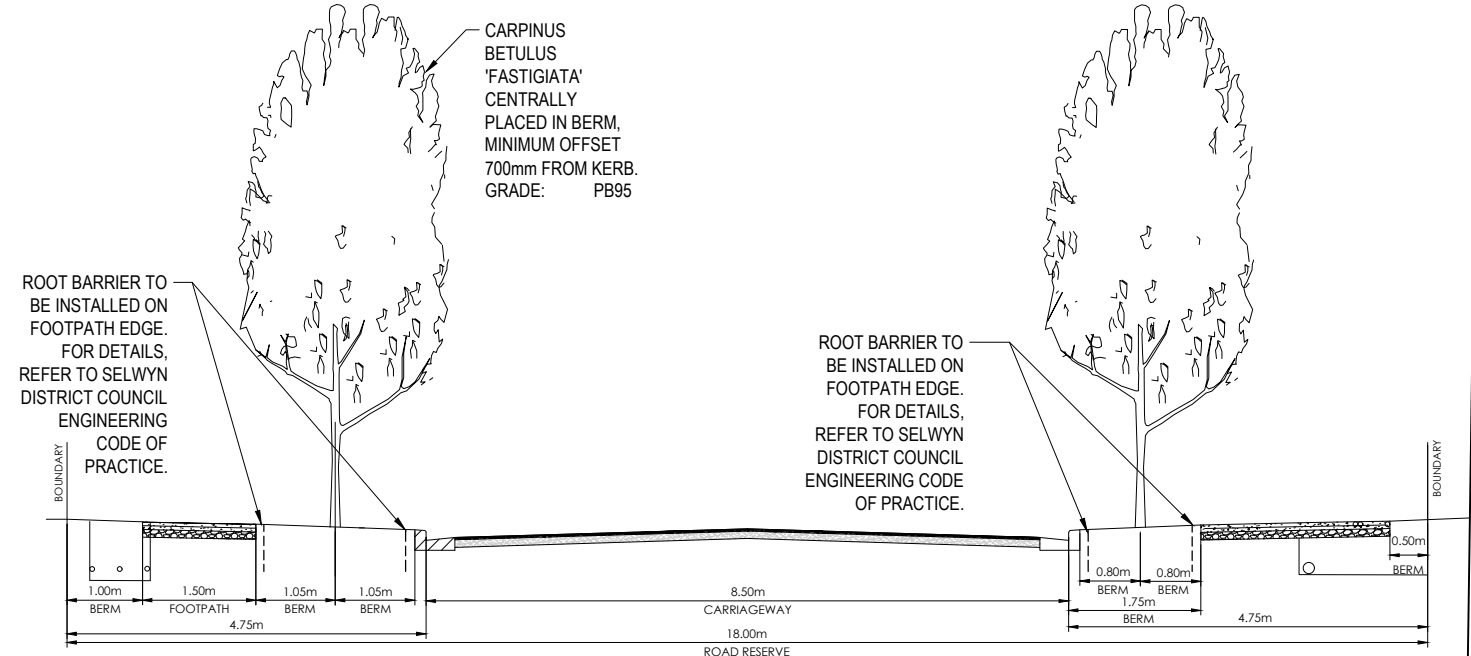 CARPINUS
BETULUS
'FASTIGIATA'
CENTRALLY
PLACED IN BERM,
MINIMUM OFFSET
700mm FROM KERB.
GRADE: PB95
ROOT BARRIER TO
BE INSTALLED ON
FOOTPATH EDGE.
FOR DETAILS,
REFER TO SELWYN
DISTRICT COUNCIL
ENGINEERING
CODE OF
PRACTICE.
ROOT BARRIER TO
BE INSTALLED ON
FOOTPATH EDGE.
FOR DETAILS,
REFER TO SELWYN
DISTRICT COUNCIL
ENGINEERING CODE
OF PRACTICE.
BOUNDARY
BOUNDARY
1.00m
BERM
1.50m
FOOTPATH
1.05m
BERM
1.05m
BERM
8.50m
CARRIAGEWAY
0.80m
BERM
0.80m
BERM
0.50m
BERM
1.75m
BERM
4.75m
4.75m
18.00m
ROAD RESERVE